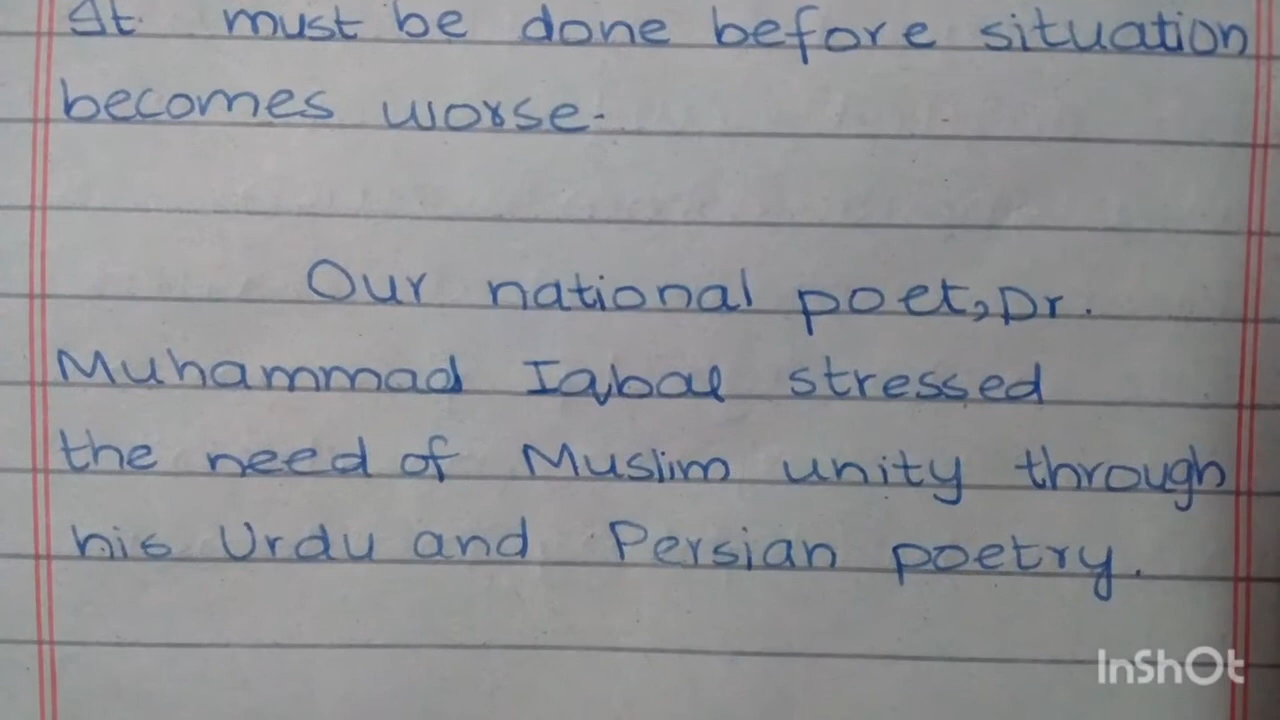 It must be done before situation
becomes worse.
Our national poet, Dr.
Muhammad Iqbal stressed
the need of Muslim unity through
his Urdu and Persian poetry.
InShOt